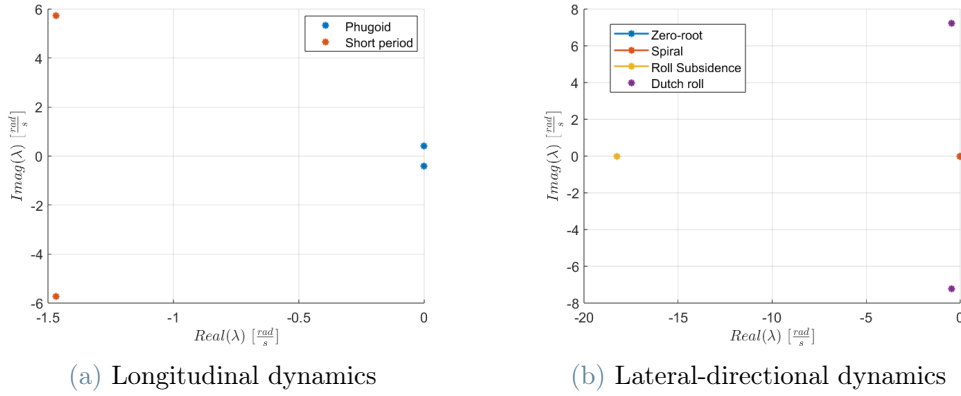 6
4
2
0
-2
-4
-6
-1.5
-1
-0.5
0
Imag(λ) [rad/s]
Real(λ) [rad/s]
Phugoid
Short period
8
6
4
2
0
-2
-4
-6
-8
-20
-15
-10
-5
0
Imag(λ) [rad/s]
Real(λ) [rad/s]
Zero-root
Spiral
Roll Subsidence
Dutch roll
(a) Longitudinal dynamics
(b) Lateral-directional dynamics